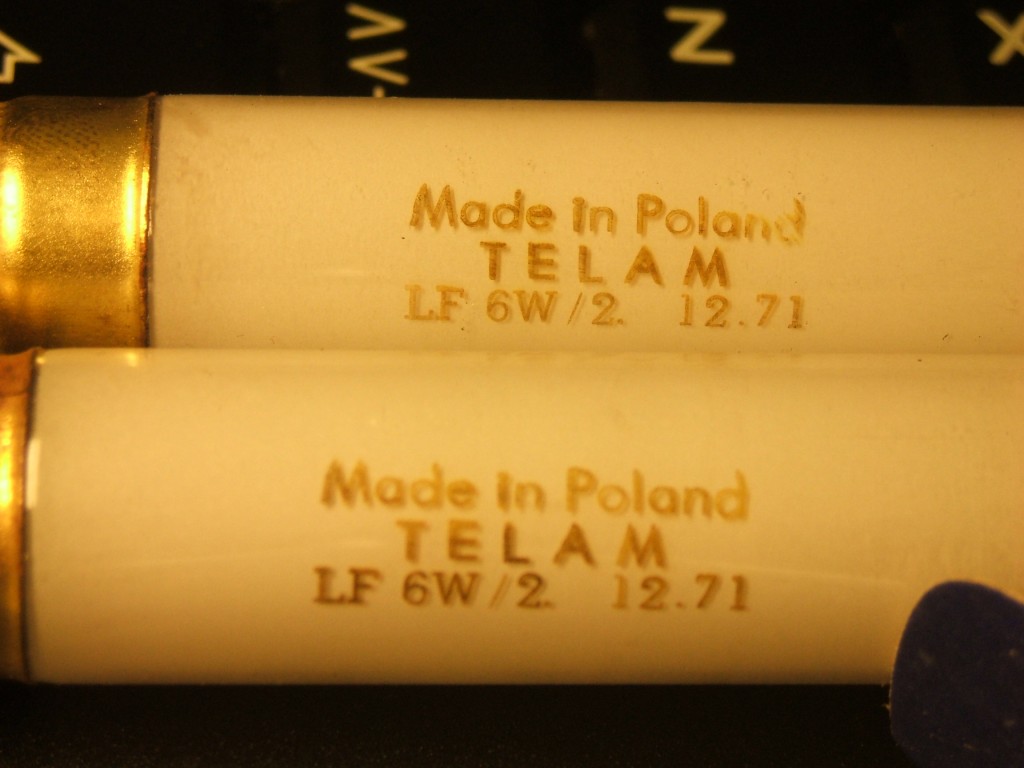 Z X
Made in Poland
TELAM
LF 6W/2. 12.71
Made in Poland
TELAM
LF 6W/2. 12.71